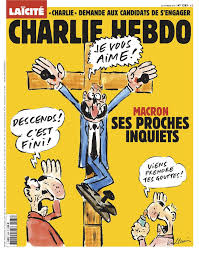 LAÏCITÉ
« CHARLIE » DEMANDE AUX CANDIDATS DE S'ENGAGER
CHARLIE HEBDO
JE VOUS
AIME!
MACRON
SES PROCHES
INQUIETS
DESCENDS!
C'EST
FINI!
VIENS
PRENDRE
TES GOUTTES!